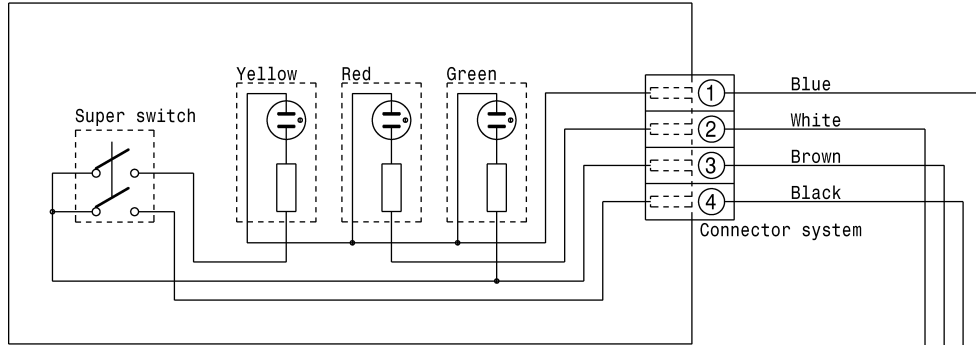 Yellow
Red
Green
Super switch
1
Blue
2
White
3
Brown
4
Black
Connector system